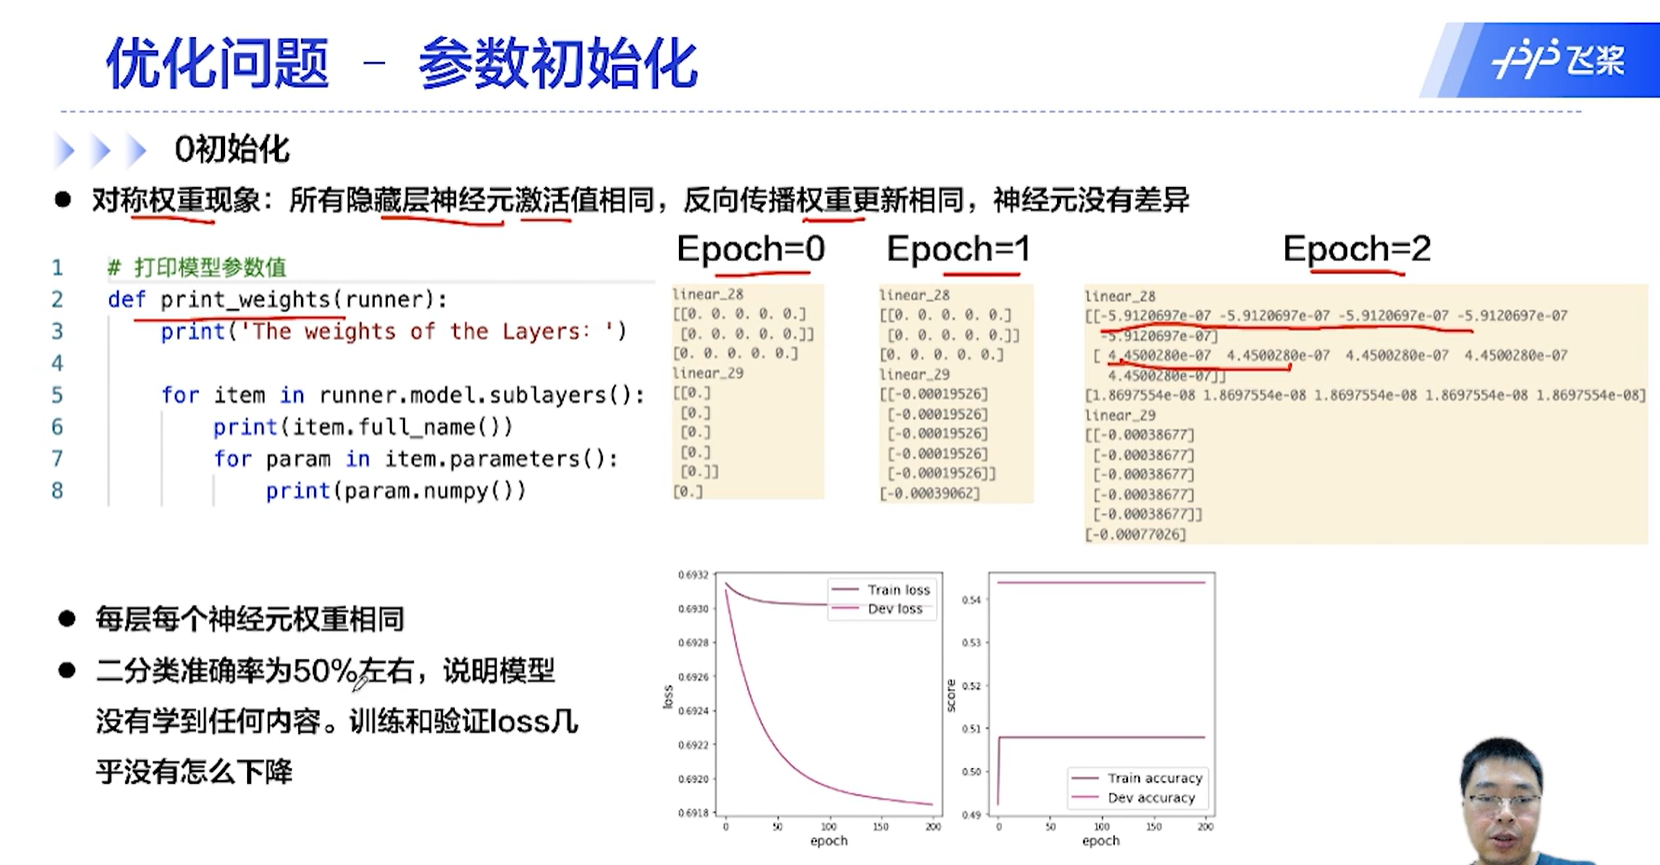 优化问题 - 参数初始化
飞桨
0初始化
● 对称权重现象：所有隐藏层神经元激活值相同，反向传播权重更新相同，神经元没有差异
1 # 打印模型参数值
2 def print_weights(runner):
3 print('The weights of the Layers: ')
4
5 for item in runner.model.sublayers():
6 print(item.full_name())
7 for param in item.parameters():
8 print(param.numpy())
Epoch=0
linear_28
[[0. 0. 0. 0. 0.]
[0. 0. 0. 0. 0.]]
[0. 0. 0. 0. 0.]
linear_29
[[0.]
[0.]
[0.]
[0.]
[0.]]
[0.]
Epoch=1
linear_28
[[0. 0. 0. 0. 0.]
[0. 0. 0. 0. 0.]]
[0. 0. 0. 0. 0.]
linear_29
[[-0.00019526]
[-0.00019526]
[-0.00019526]
[-0.00019526]
[-0.00019526]]
[-0.00039062]
Epoch=2
linear_28
[[-5.9120697e-07 -5.9120697e-07 -5.9120697e-07 -5.9120697e-07
-5.9120697e-07]
[ 4.4500280e-07 4.4500280e-07 4.4500280e-07 4.4500280e-07
4.4500280e-07]]
[1.8697554e-08 1.8697554e-08 1.8697554e-08 1.8697554e-08 1.8697554e-08]
linear_29
[[-0.00038677]
[-0.00038677]
[-0.00038677]
[-0.00038677]
[-0.00038677]]
[-0.00077026]
● 每层每个神经元权重相同
● 二分类准确率为50%左右，说明模型
没有学到任何内容。训练和验证loss几
乎没有怎么下降
0.6932
0.6930
0.6928
0.6926
0.6924
0.6922
0.6920
0.6918
loss
Train loss
Dev loss
0 50 100 150 200
epoch
0.54
0.53
0.52
0.51
0.50
0.49
score
Train accuracy
Dev accuracy
0 50 100 150 200
epoch